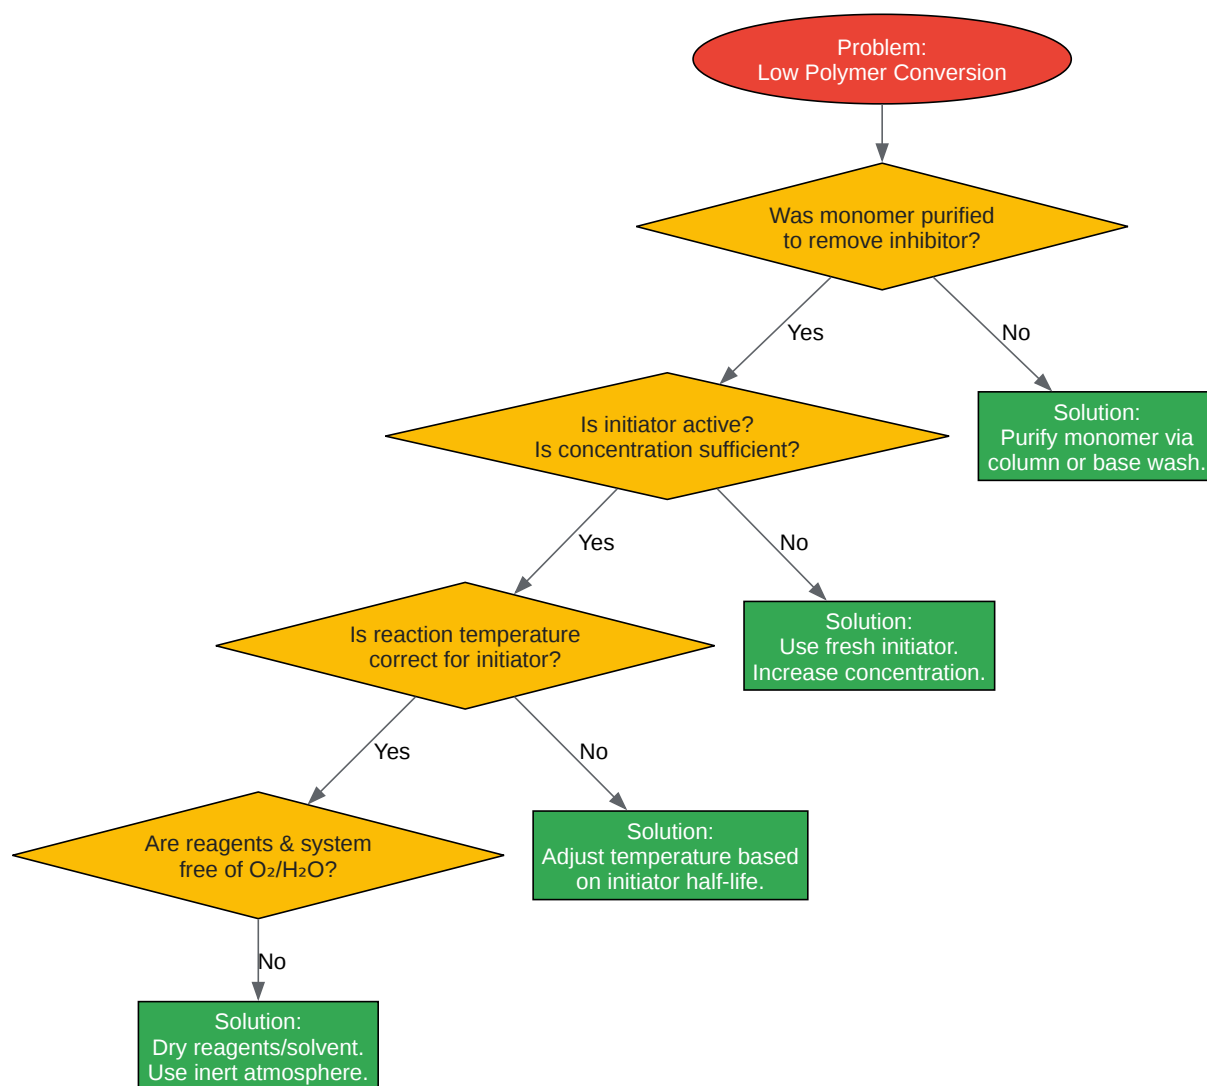 Problem:
Low Polymer Conversion
Was monomer purified
to remove inhibitor?
Yes
No
Is initiator active?
Is concentration sufficient?
Solution:
Purify monomer via
column or base wash.
Yes
No
Is reaction temperature
correct for initiator?
Solution:
Use fresh initiator.
Increase concentration.
Yes
No
Are reagents & system
free of O₂/H₂O?
Solution:
Adjust temperature based
on initiator half-life.
No
Solution:
Dry reagents/solvent.
Use inert atmosphere.